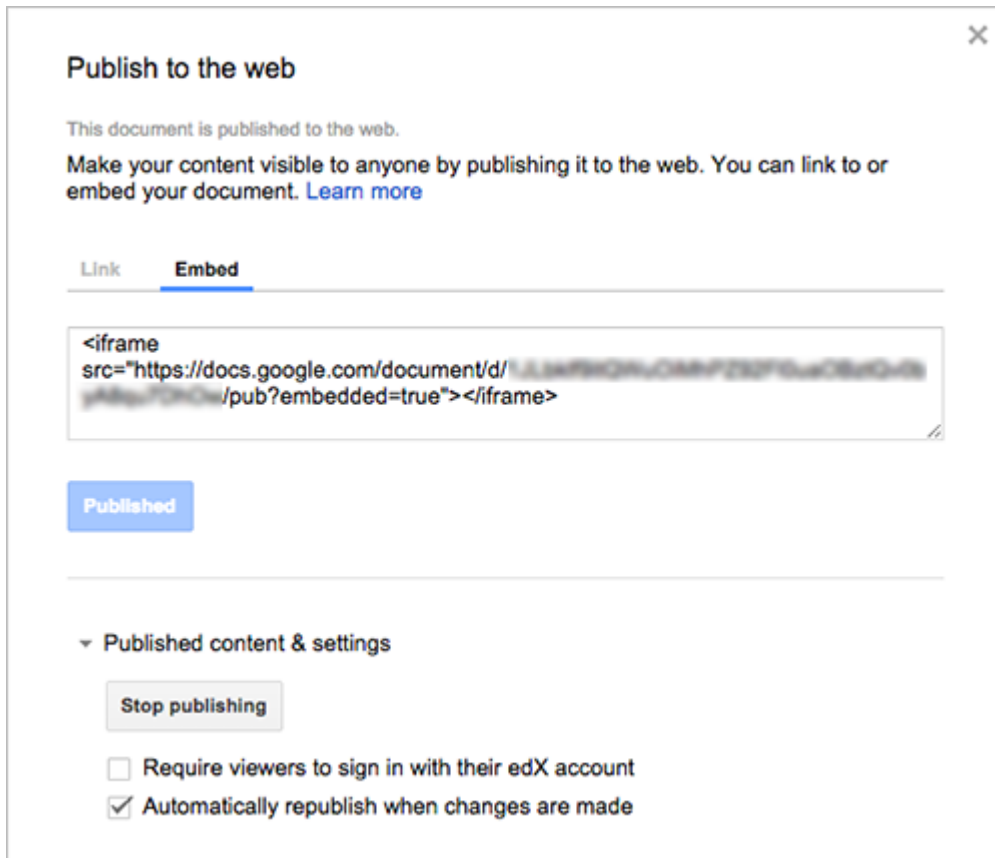 Publish to the web
This document is published to the web.
Make your content visible to anyone by publishing it to the web. You can link to or
embed your document. Learn more
Link Embed
<iframe
src="https://docs.google.com/document/d/
/pub?embedded=true"></iframe>
Published
Published content & settings
Stop publishing
Require viewers to sign in with their edX account
Automatically republish when changes are made